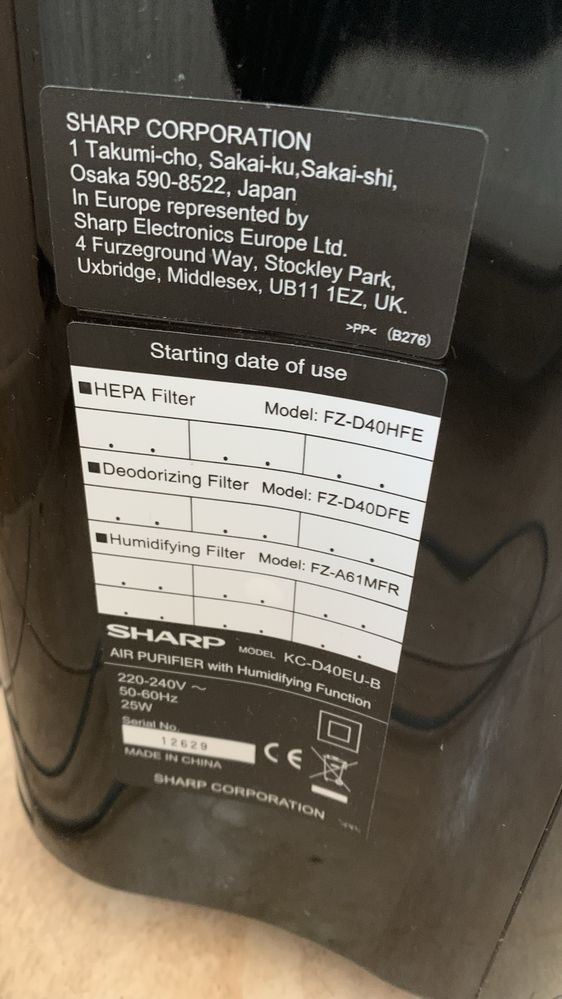 SHARP CORPORATION
1 Takumi-cho, Sakai-ku,Sakai-shi,
Osaka 590-8522, Japan
In Europe represented by
Sharp Electronics Europe Ltd.
4 Furzeground Way, Stockley Park,
Uxbridge, Middlesex, UB11 1EZ, UK.
>PP< (B276)
Starting date of use
■HEPA Filter Model: FZ-D40HFE
■Deodorizing Filter Model: FZ-D40DFE
■Humidifying Filter Model: FZ-A61MFR
SHARP MODEL KC-D40EU-B
AIR PURIFIER with Humidifying Function
220-240V ～
50-60Hz
25W
Serial No.
12629
MADE IN CHINA
CE
SHARP CORPORATION